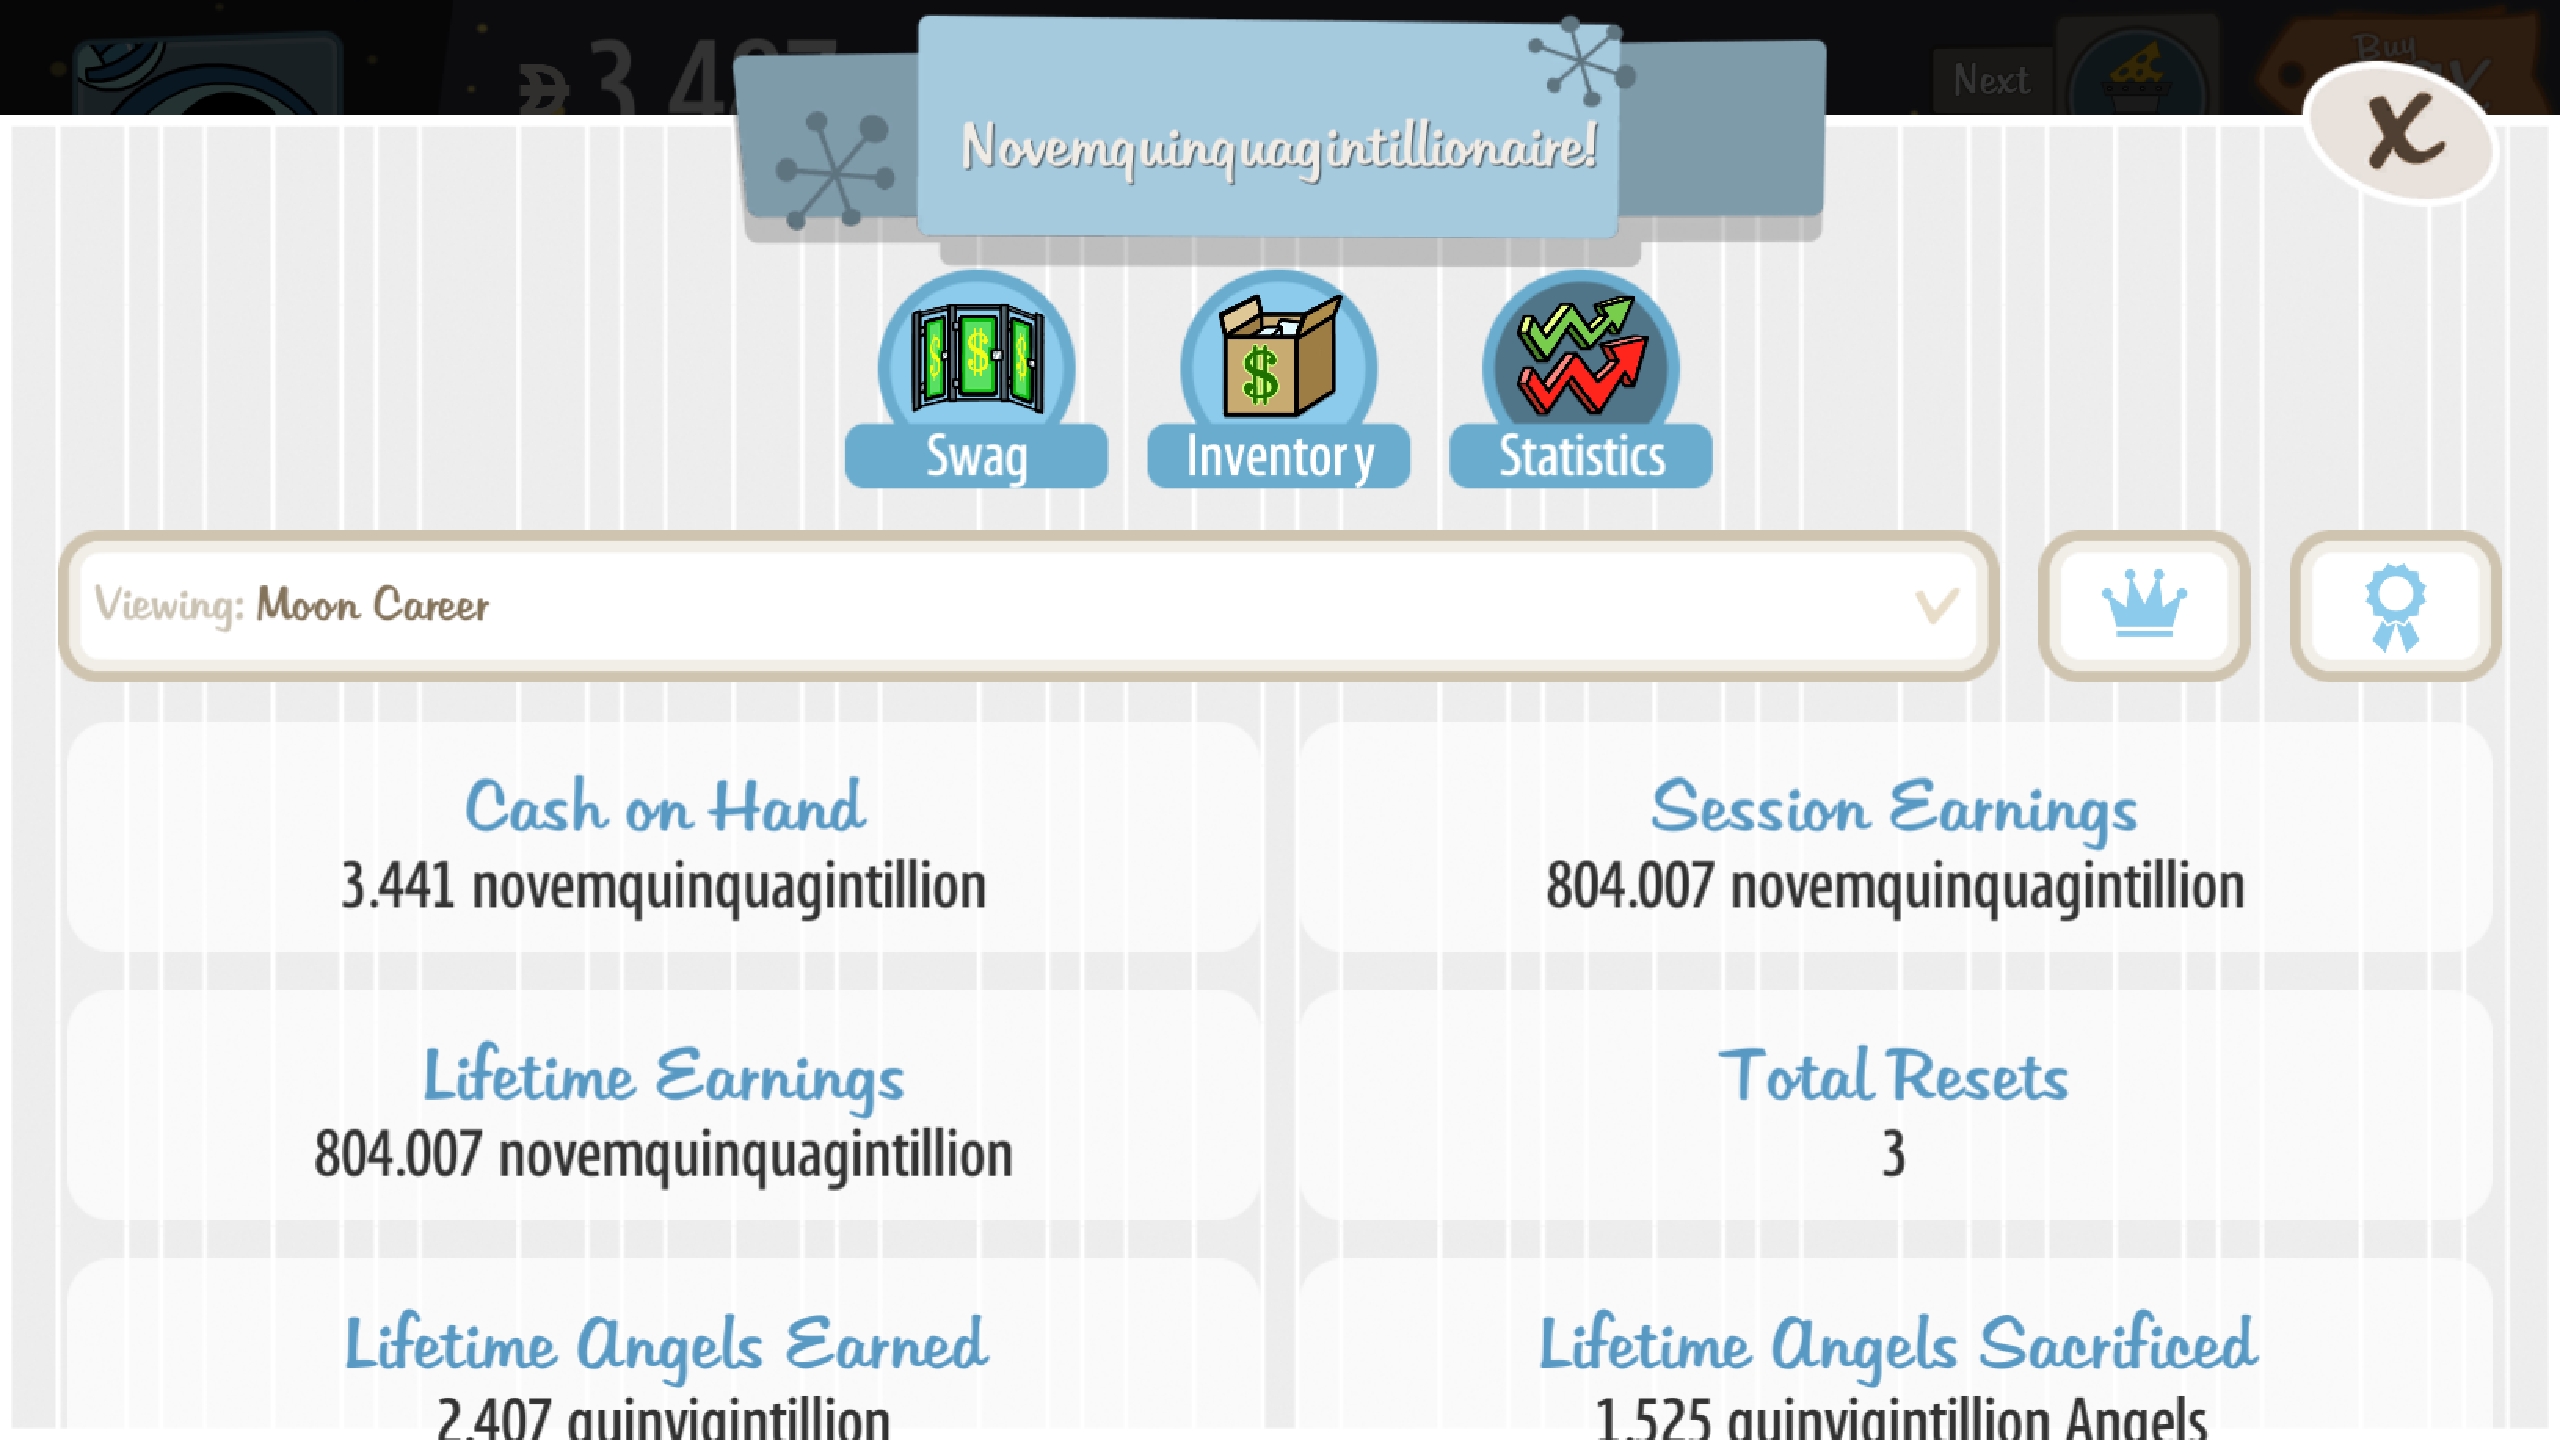 Next
Buy
Novemquinquagintillionaire!
X
Swag
Inventory
Statistics
Viewing: Moon Career
Cash on Hand
3.441 novemquinquagintillion
Session Earnings
804.007 novemquinquagintillion
Lifetime Earnings
804.007 novemquinquagintillion
Total Resets
3
Lifetime Angels Earned
2.407 quinvigintillion
Lifetime Angels Sacrificed
1.525 quinvigintillion Angels